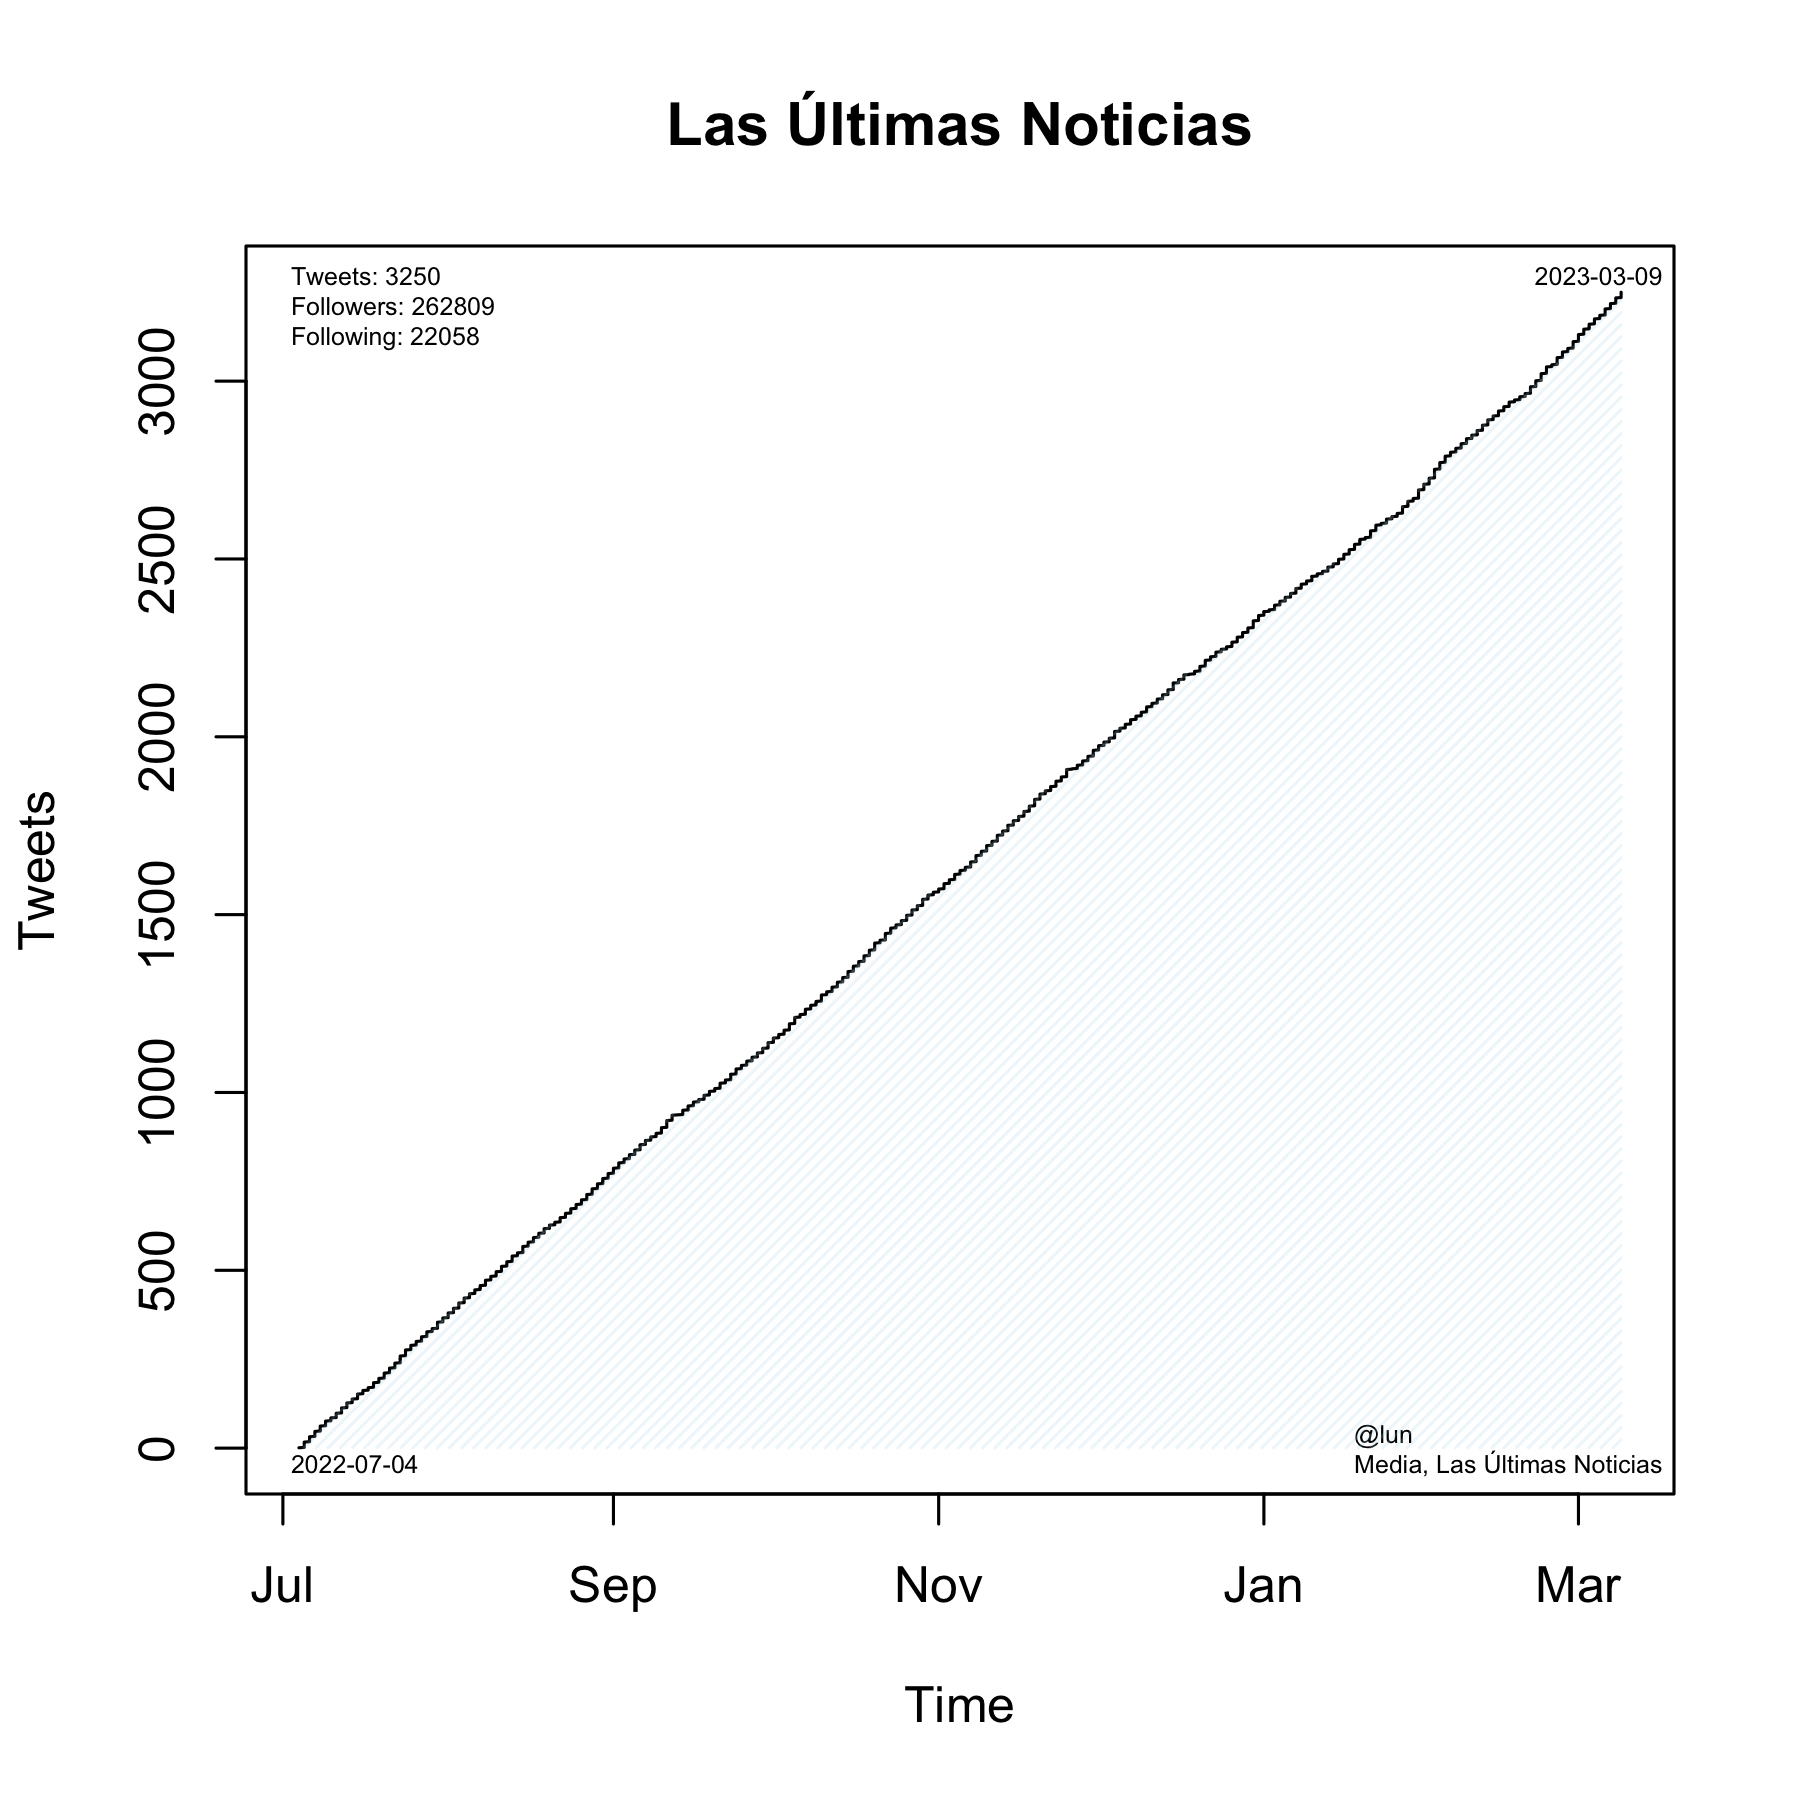 Las Últimas Noticias
Tweets: 3250
Followers: 262809
Following: 22058
2023-03-09
3000
2500
2000
1500
1000
500
0
Tweets
@lun
2022-07-04
Media, Las Últimas Noticias
Jul
Sep
Nov
Jan
Mar
Time